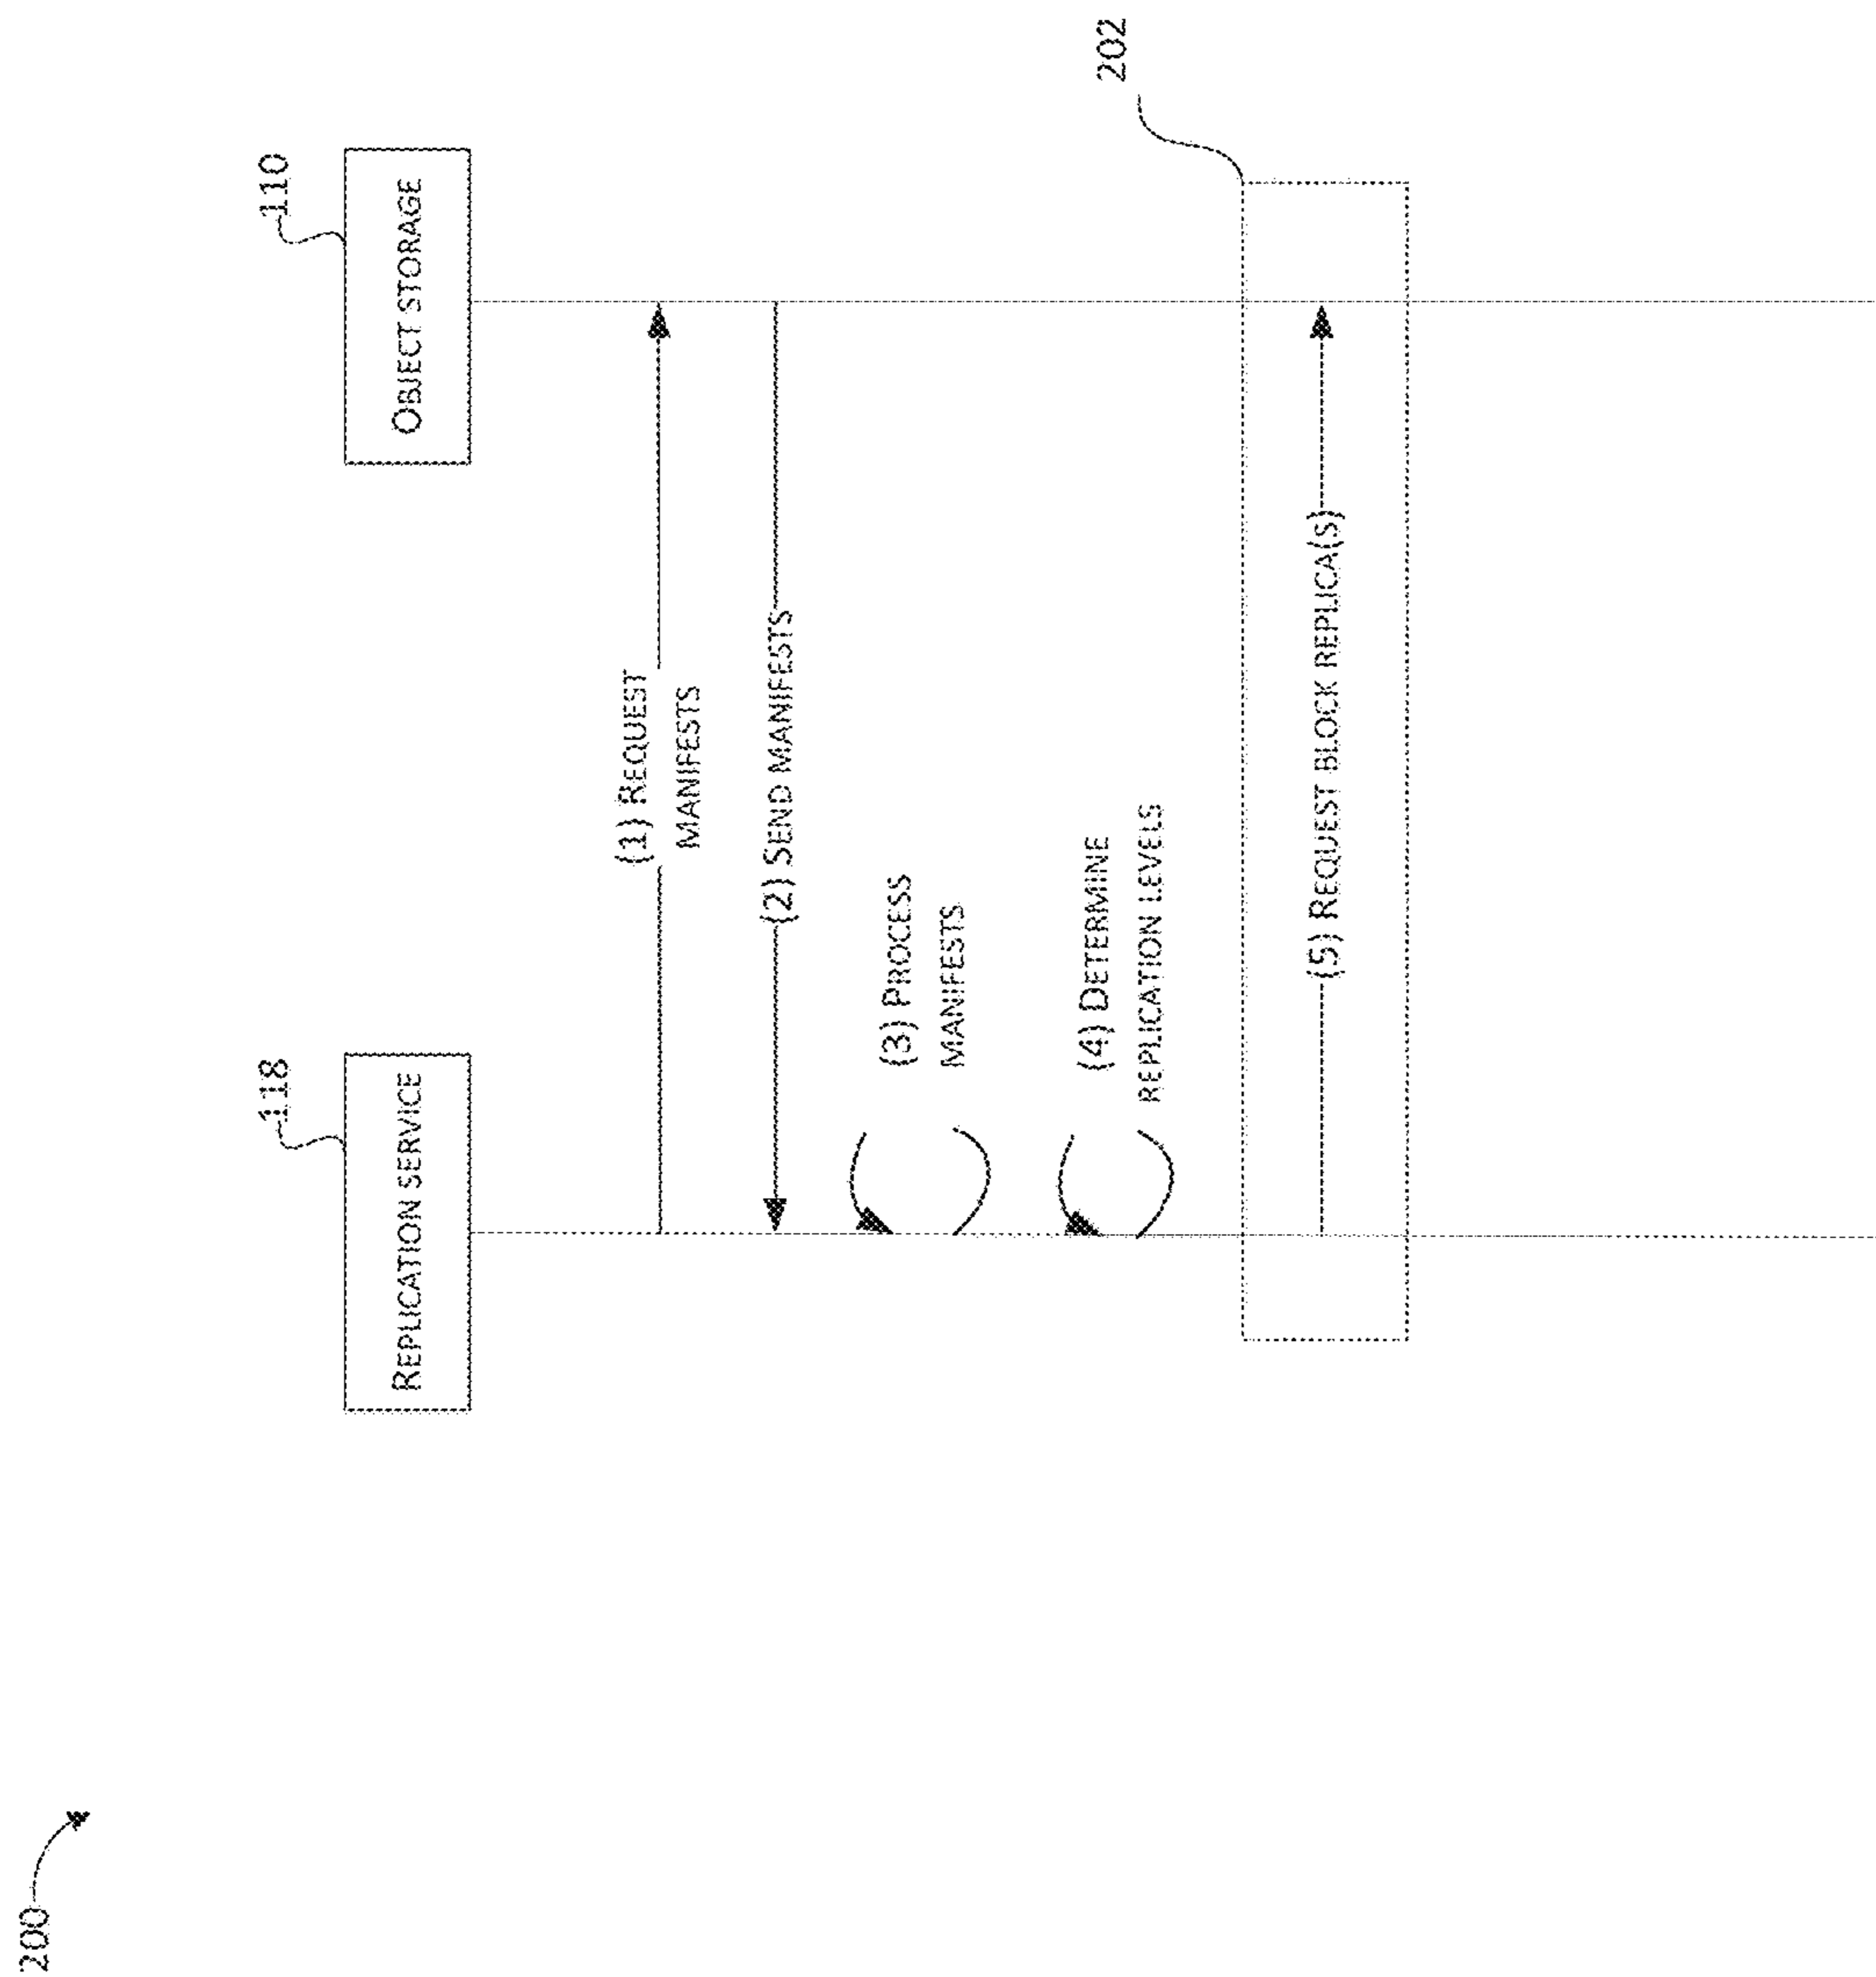 200
118
110
REPLICATION SERVICE
OBJECT STORAGE
(1) REQUEST
MANIFESTS
(2) SEND MANIFESTS
(3) PROCESS
MANIFESTS
(4) DETERMINE
REPLICATION LEVELS
202
(5) REQUEST BLOCK REPLICA(S)